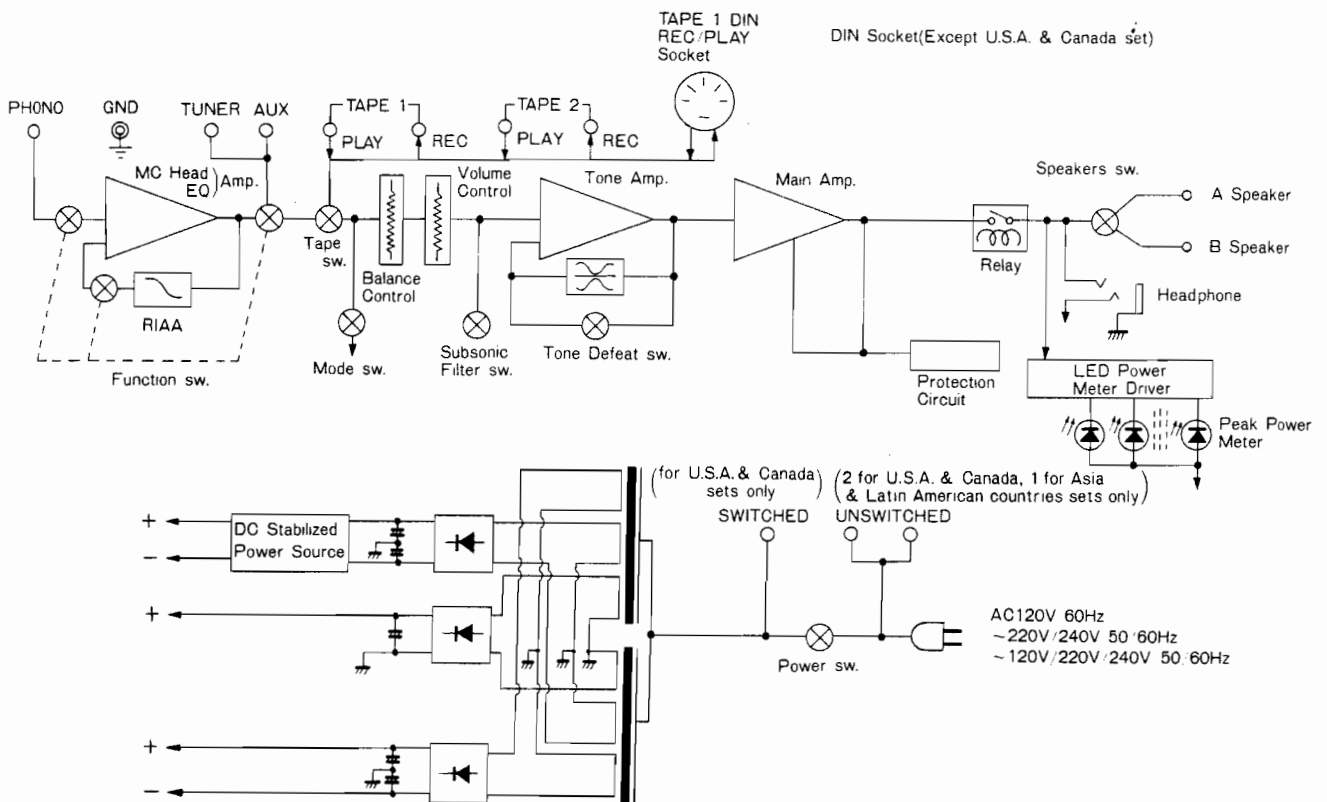 TAPE 1 DIN
REC/PLAY
Socket
DIN Socket(Except U.S.A. & Canada set)
PHONO
GND
TUNER
AUX
TAPE 1
PLAY
REC
TAPE 2
PLAY
REC
MC Head
EQ
) Amp.
Volume
Control
Tone Amp.
Main Amp.
Speakers sw.
A Speaker
B Speaker
Tape
sw.
Balance
Control
Relay
Headphone
RIAA
Function sw.
Mode sw.
Subsonic
Filter sw.
Tone Defeat sw.
Protection
Circuit
LED Power
Meter Driver
Peak Power
Meter
(for U.S.A. & Canada
sets only)
SWITCHED
(2 for U.S.A. & Canada, 1 for Asia
& Latin American countries sets only)
UNSWITCHED
+
−
DC Stabilized
Power Source
+
AC120V 60Hz
~220V/240V 50/60Hz
~120V/220V/240V 50/60Hz
Power sw.
+
−